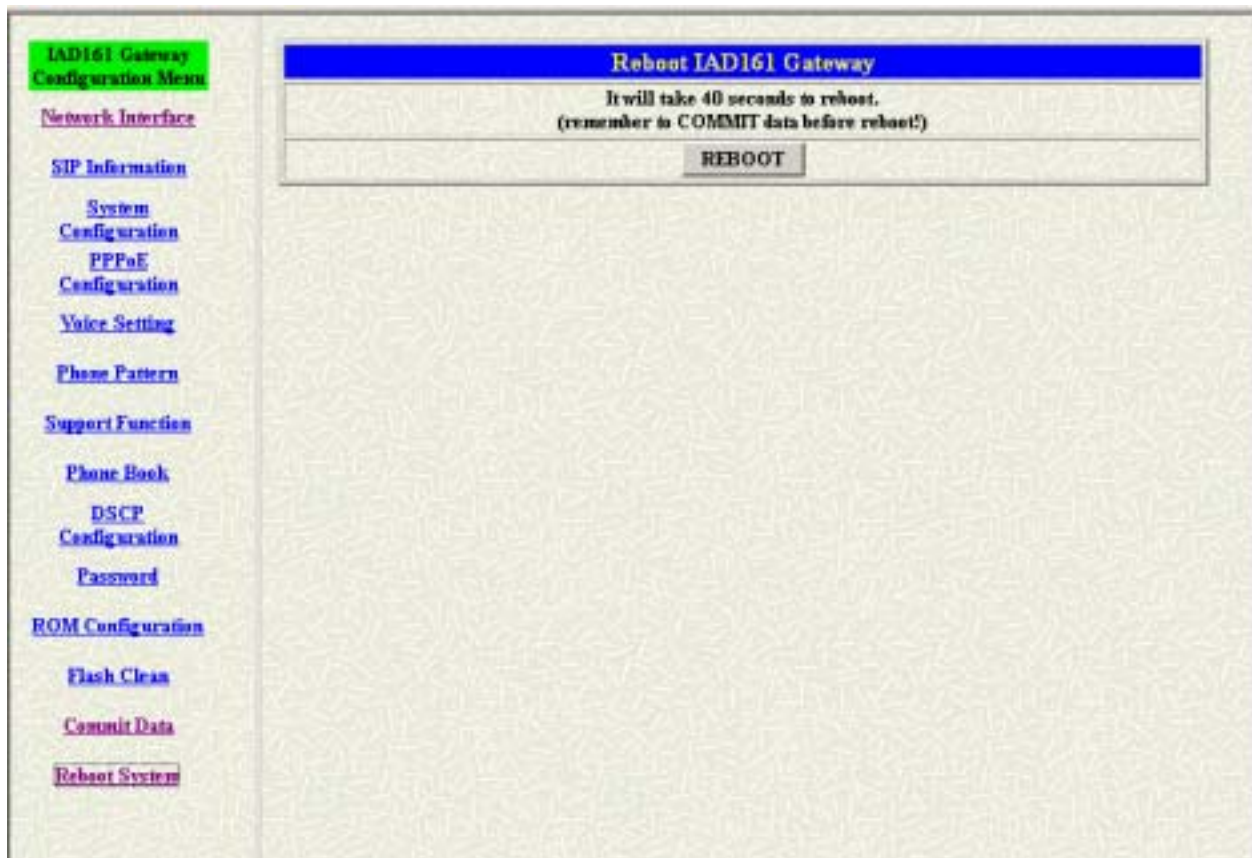 IAD161 Gateway
Configuration Menu
Network Interface
SIP Information
System
Configuration
PPPoE
Configuration
Voice Setting
Phone Pattern
Support Function
Phone Book
DSCP
Configuration
Password
ROM Configuration
Flash Clean
Commit Data
Reboot System
Reboot IAD161 Gateway
It will take 40 seconds to reboot.
(remember to COMMIT data before reboot!)
REBOOT